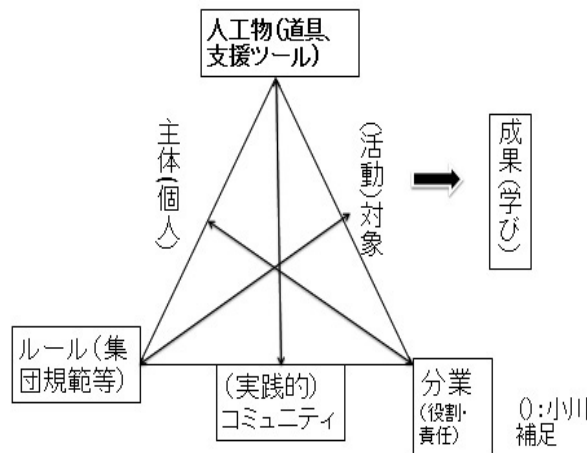 人工物(道具、
支援ツール)
主体(個人)
(活動)対象
成果(学び)
ルール(集
団規範等)
(実践的)
コミュニティ
分業
(役割・
責任)
():小川
補足